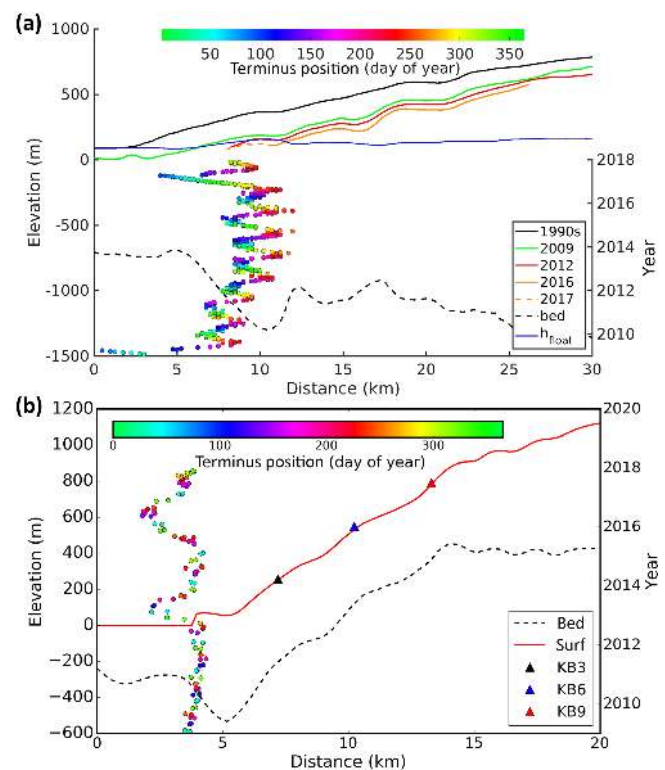 (a)
1000
500
0
-500
-1000
-1500
Elevation (m)
50 100 150 200 250 300 350
Terminus position (day of year)
2018
2016
2014
2012
2010
Year
1990s
2009
2012
2016
2017
bed
h_float
0 5 10 15 20 25 30
Distance (km)
(b)
1200
1000
800
600
400
200
0
−200
−400
−600
Elevation (m)
0 100 200 300
Terminus position (day of year)
2020
2018
2016
2014
2012
2010
Year
Bed
Surf
KB3
KB6
KB9
0 5 10 15 20
Distance (km)